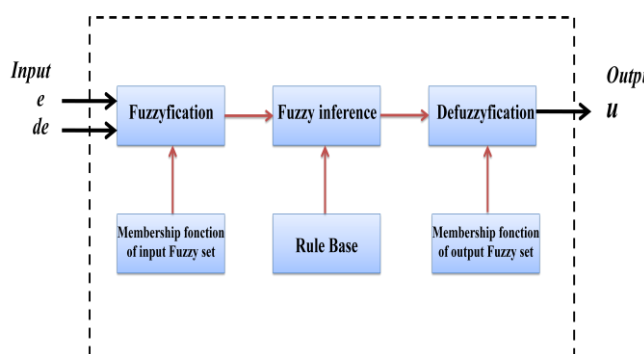 Input
e
de
Fuzzyfication
Fuzzy inference
Defuzzyfication
Outpu
u
Membership fonction
of input Fuzzy set
Rule Base
Membership fonction
of output Fuzzy set